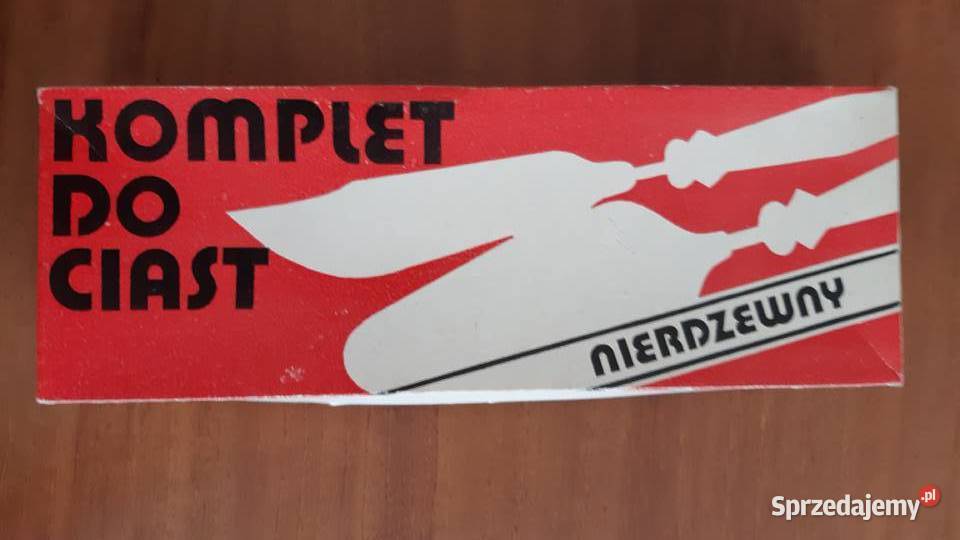 KOMPLET
DO
CIAST
NIERDZEWNY
Sprzedajemy.pl